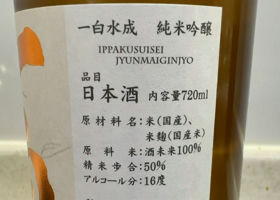 一白水成 純米吟醸
IPPAKUSUISEI
JYUNMAIGINJYO
品目
日本酒 内容量720ml
原材料名:米(国産)、
米麹(国産米)
原料米:酒未来100%
精米歩合:50%
アルコール分:16度